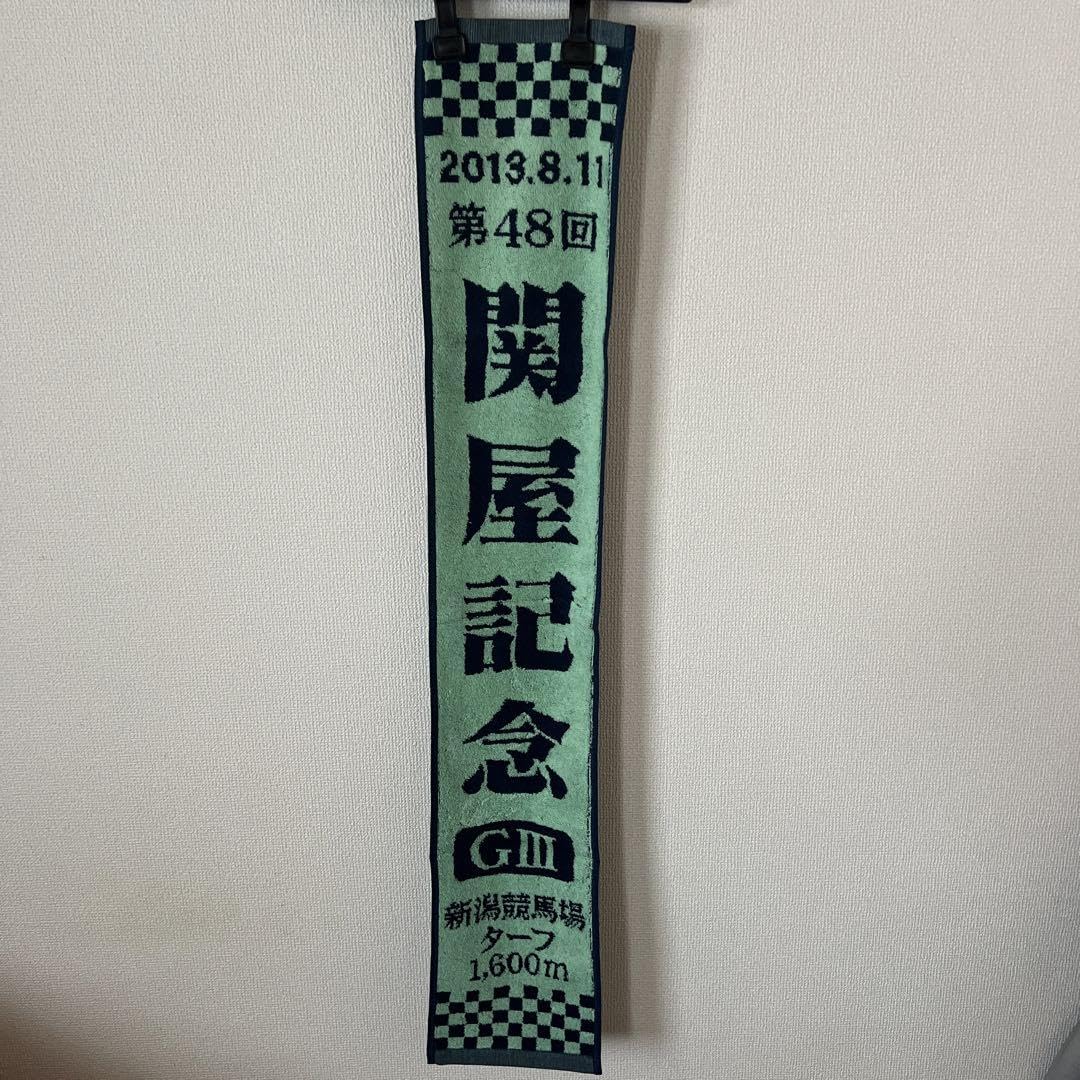 2013.8.11
第48回
関屋記念
GIII
新潟競馬場
ターフ
1,600m